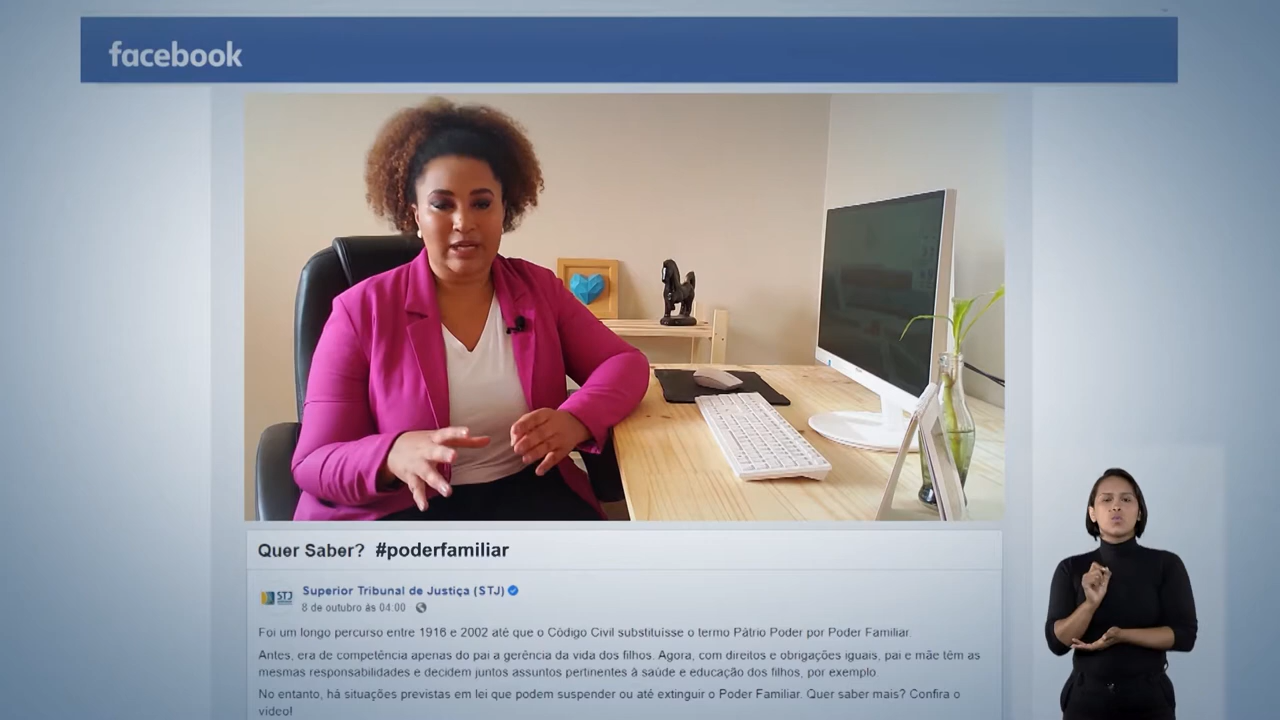 facebook
Quer Saber? #poderfamiliar
STJ
Superior Tribunal de Justiça (STJ)
8 de outubro às 04:00
Foi um longo percurso entre 1916 e 2002 até que o Código Civil substituísse o termo Pátrio Poder por Poder Familiar.
Antes, era de competência apenas do pai a gerência da vida dos filhos. Agora, com direitos e obrigações iguais, pai e mãe têm as
mesmas responsabilidades e decidem juntos assuntos pertinentes à saúde e educação dos filhos, por exemplo.
No entanto, há situações previstas em lei que podem suspender ou até extinguir o Poder Familiar. Quer saber mais? Confira o
vídeo!